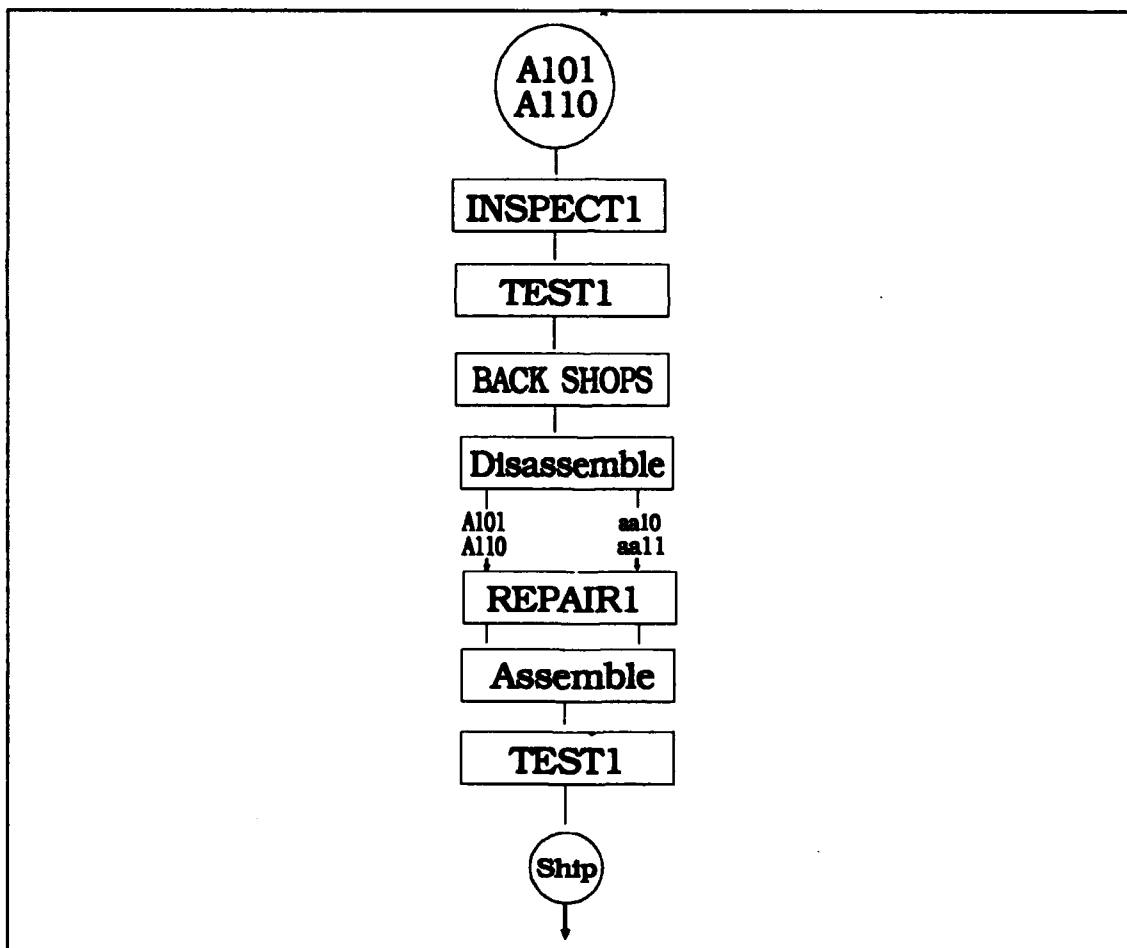 A101
A110
INSPECT1
TEST1
BACK SHOPS
Disassemble
A101 aa10
A110 aa11
REPAIR1
Assemble
TEST1
Ship